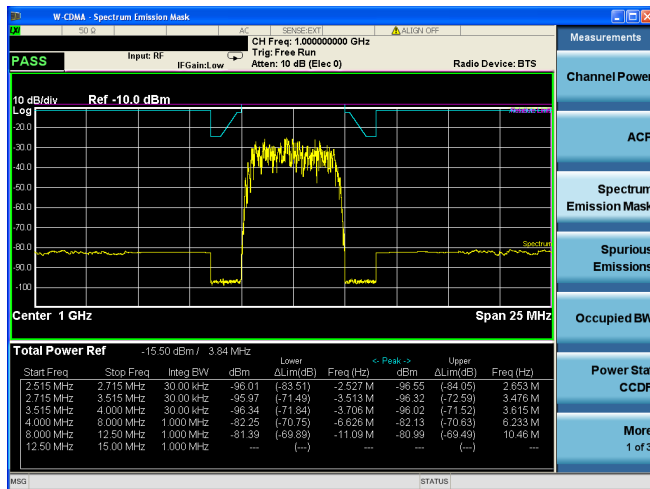 W-CDMA - Spectrum Emission Mask
LXI 50 Ω AC SENSE:EXT ALIGN OFF
CH Freq: 1.000000000 GHz
PASS Input: RF Trig: Free Run
IFGain:Low Atten: 10 dB (Elec 0) Radio Device: BTS
10 dB/div Ref -10.0 dBm
Log
-20.0
-30.0
-40.0
-50.0
-60.0
-70.0
-80.0
Spectrum
-90.0
-100
Center 1 GHz Span 25 MHz
Total Power Ref -15.50 dBm / 3.84 MHz
Lower <- Peak -> Upper
Start Freq Stop Freq Integ BW dBm ΔLim(dB) Freq (Hz) dBm ΔLim(dB) Freq (Hz)
2.515 MHz 2.715 MHz 30.00 kHz -96.01 (-83.51) -2.527 M -96.55 (-84.05) 2.653 M
2.715 MHz 3.515 MHz 30.00 kHz -95.97 (-71.49) -3.513 M -96.32 (-72.59) 3.476 M
3.515 MHz 4.000 MHz 30.00 kHz -96.34 (-71.84) -3.706 M -96.02 (-71.52) 3.615 M
4.000 MHz 8.000 MHz 1.000 MHz -82.25 (-70.75) -6.626 M -82.13 (-70.63) 6.233 M
8.000 MHz 12.50 MHz 1.000 MHz -81.39 (-69.89) -11.09 M -80.99 (-69.49) 10.46 M
12.50 MHz 15.00 MHz 1.000 MHz --- (---) --- --- (---) ---
MSG STATUS
Measurements
Channel Power
ACP
Spectrum
Emission Mask
Spurious
Emissions
Occupied BW
Power Stat
CCDF
More
1 of 3